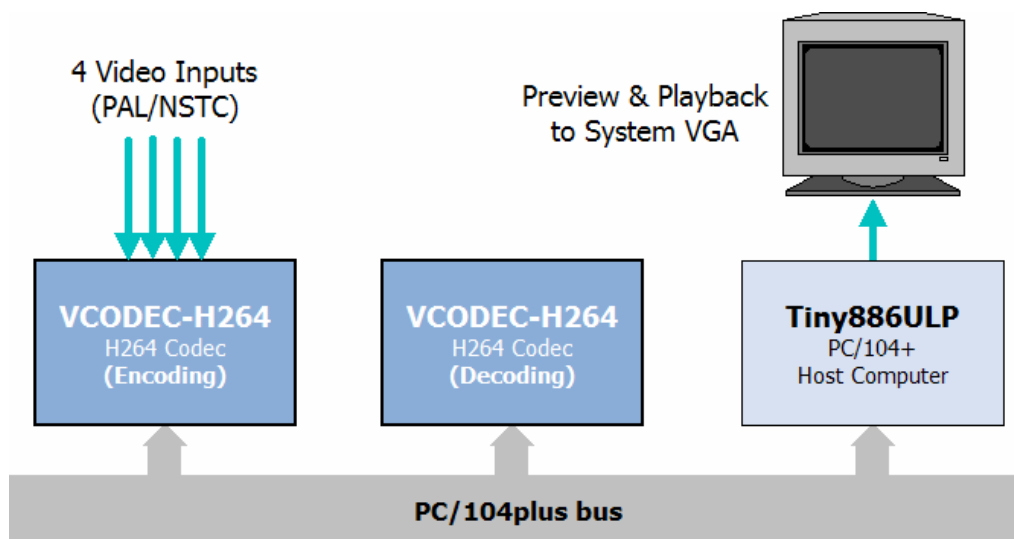 4 Video Inputs
(PAL/NSTC)
Preview & Playback
to System VGA
VCODEC-H264
H264 Codec
(Encoding)
VCODEC-H264
H264 Codec
(Decoding)
Tiny886ULP
PC/104+
Host Computer
PC/104plus bus